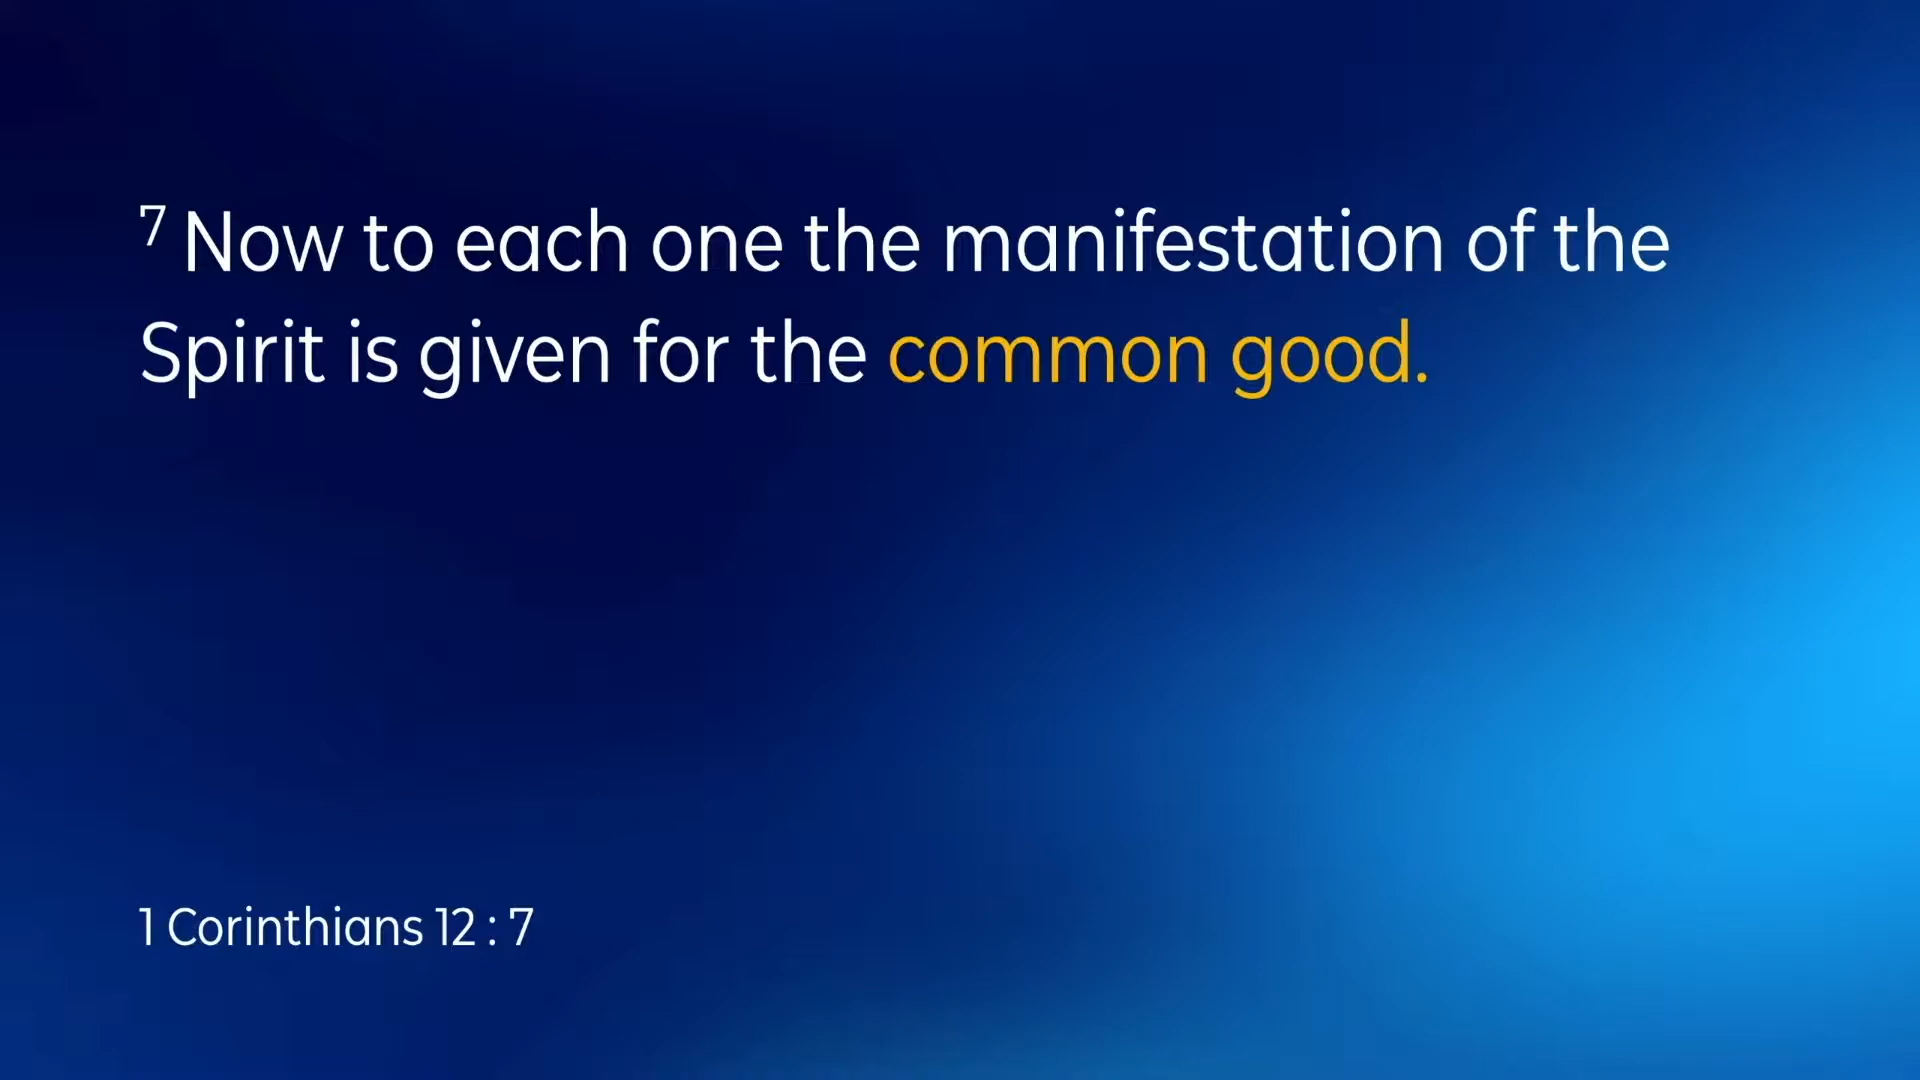 7 Now to each one the manifestation of the
Spirit is given for the common good.
1 Corinthians 12 : 7